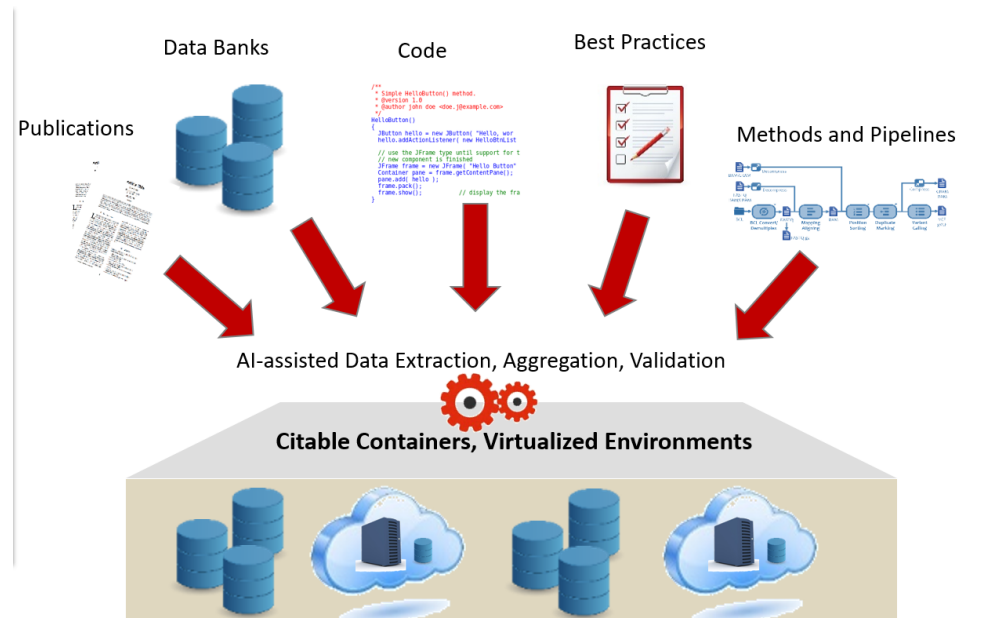 Data Banks
Code
Best Practices
Publications
Methods and Pipelines
/**
* Simple HelloButton() method.
* @version 1.0
* @author john doe <doe.j@example.com>
*/
HelloButton()
{
JButton hello = new JButton( "Hello, wor
hello.addActionListener( new HelloBtnList
// use the JFrame type until support for t
// new component is finished
JFrame frame = new JFrame( "Hello Button"
Container pane = frame.getContentPane();
pane.add( hello );
frame.pack();
frame.show(); // display the fra
}
AI-assisted Data Extraction, Aggregation, Validation
Citable Containers, Virtualized Environments